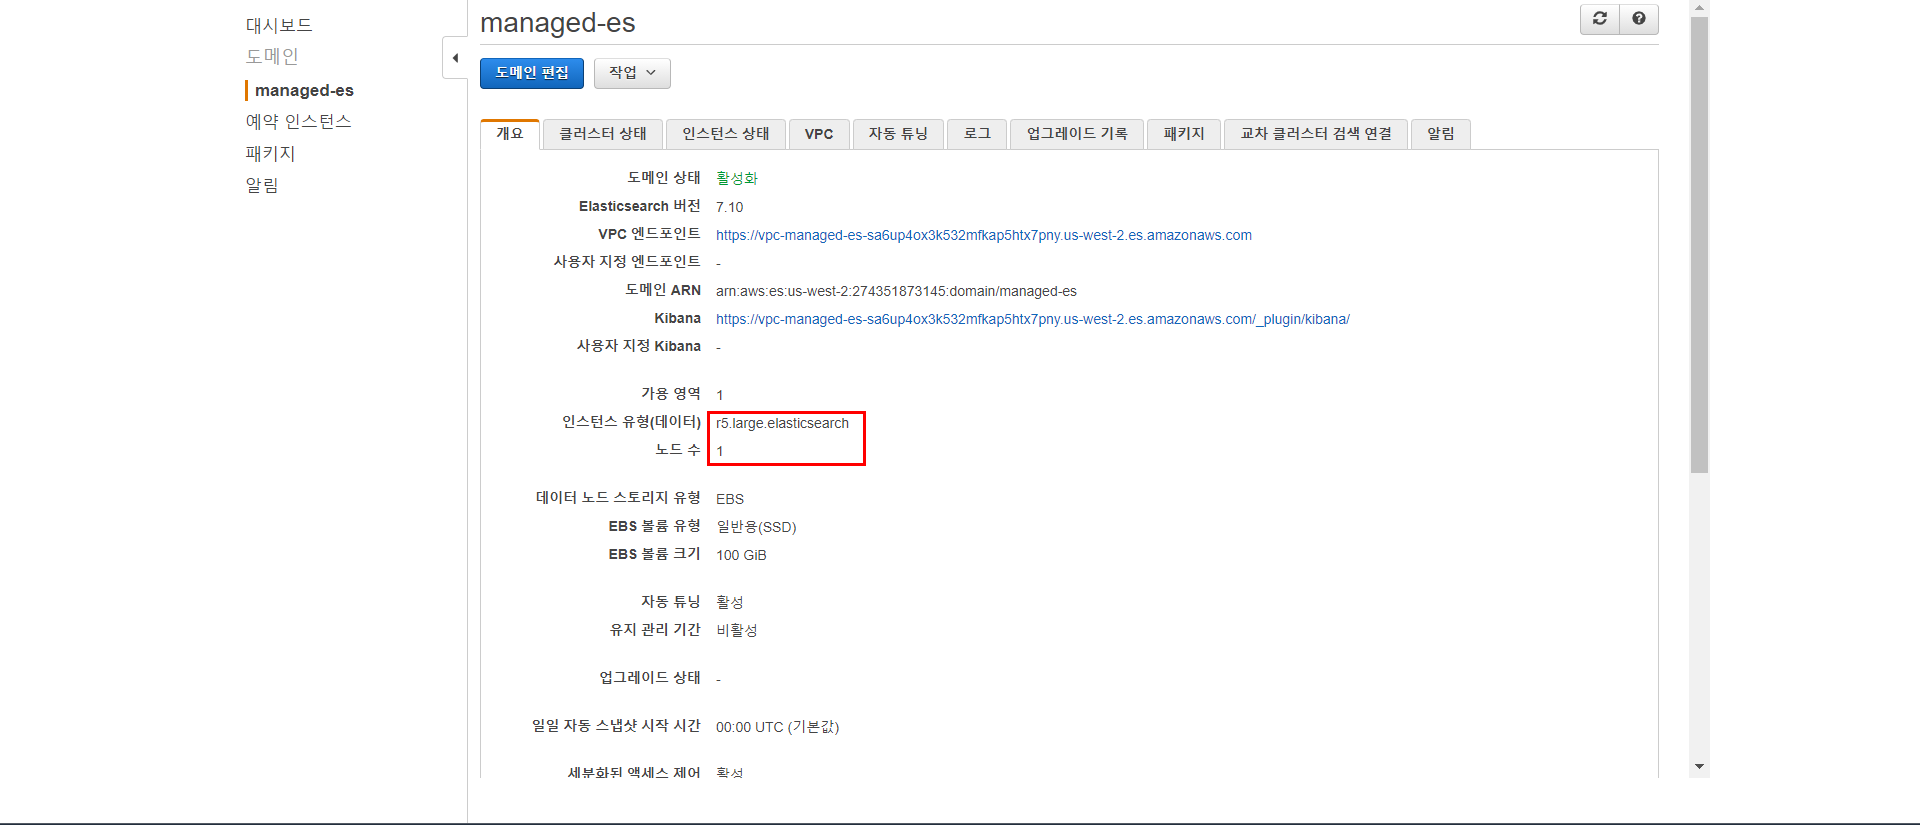 대시보드
도메인
managed-es
예약 인스턴스
패키지
알림
managed-es
도메인 편집
작업
개요
클러스터 상태
인스턴스 상태
VPC
자동 튜닝
로그
업그레이드 기록
패키지
교차 클러스터 검색 연결
알림
도메인 상태 활성화
Elasticsearch 버전 7.10
VPC 엔드포인트 https://vpc-managed-es-sa6up4ox3k532mfkap5htx7pny.us-west-2.es.amazonaws.com
사용자 지정 엔드포인트 -
도메인 ARN arn:aws:es:us-west-2:274351873145:domain/managed-es
Kibana https://vpc-managed-es-sa6up4ox3k532mfkap5htx7pny.us-west-2.es.amazonaws.com/_plugin/kibana/
사용자 지정 Kibana -
가용 영역 1
인스턴스 유형(데이터) r5.large.elasticsearch
노드 수 1
데이터 노드 스토리지 유형 EBS
EBS 볼륨 유형 일반용(SSD)
EBS 볼륨 크기 100 GiB
자동 튜닝 활성
유지 관리 기간 비활성
업그레이드 상태 -
일일 자동 스냅샷 시작 시간 00:00 UTC (기본값)
세분화된 액세스 제어 활성